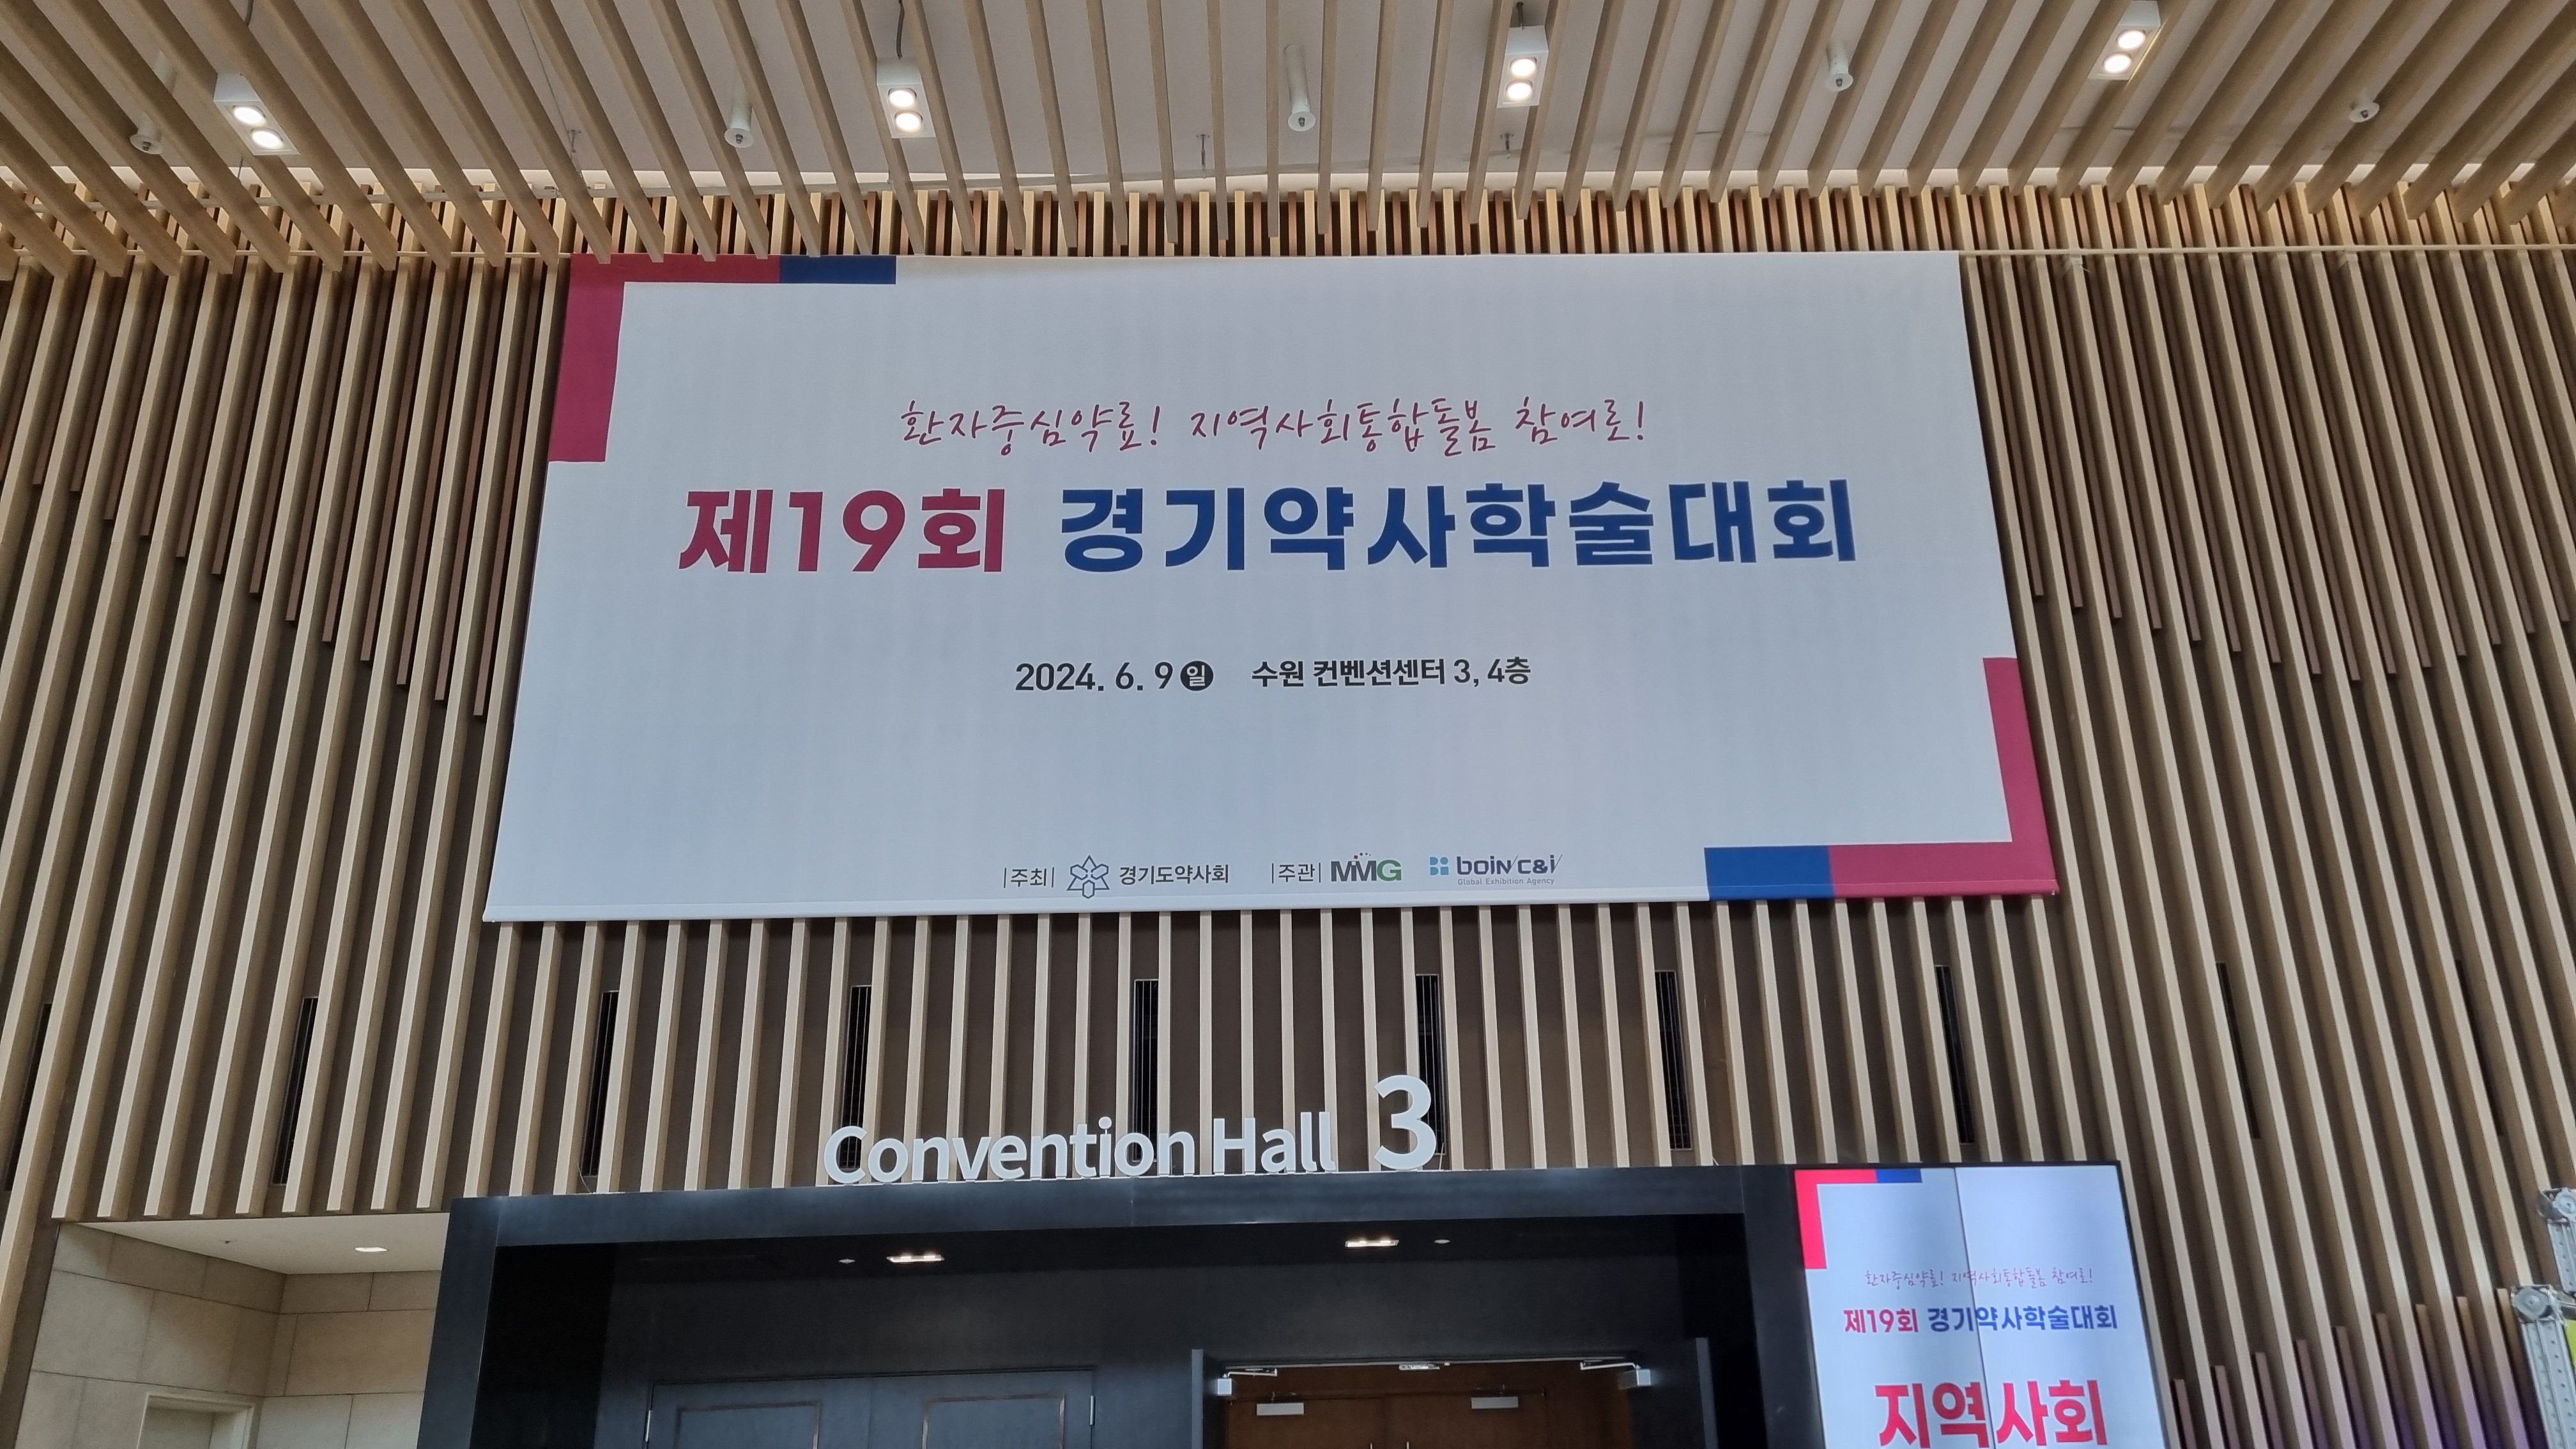 환자중심약료! 지역사회통합돌봄 참여로!
제19회 경기약사학술대회
2024. 6. 9 일 수원 컨벤션센터 3, 4층
|주최| 경기도약사회 |주관| MMG boin C&i
Global Exhibition Agency
Convention Hall 3
환자중심약료! 지역사회통합돌봄 참여로!
제19회 경기약사학술대회
지역사회